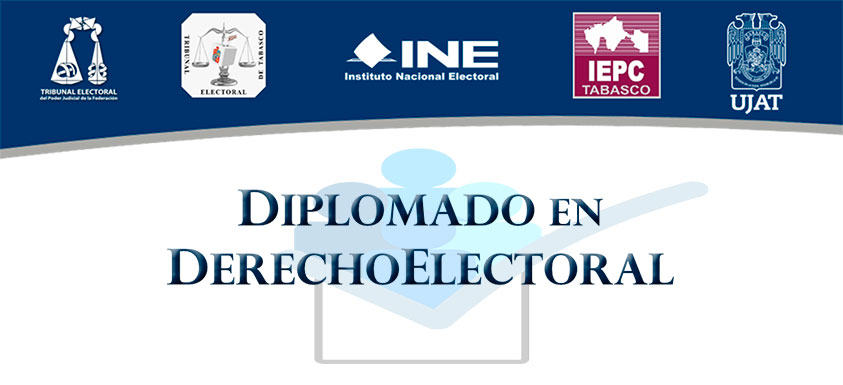 TRIBUNAL ELECTORAL
del Poder Judicial de la Federación
TRIBUNAL
ELECTORAL
DE TABASCO
INE
Instituto Nacional Electoral
IEPC
TABASCO
UJAT
DIPLOMADO EN
DERECHOELECTORAL